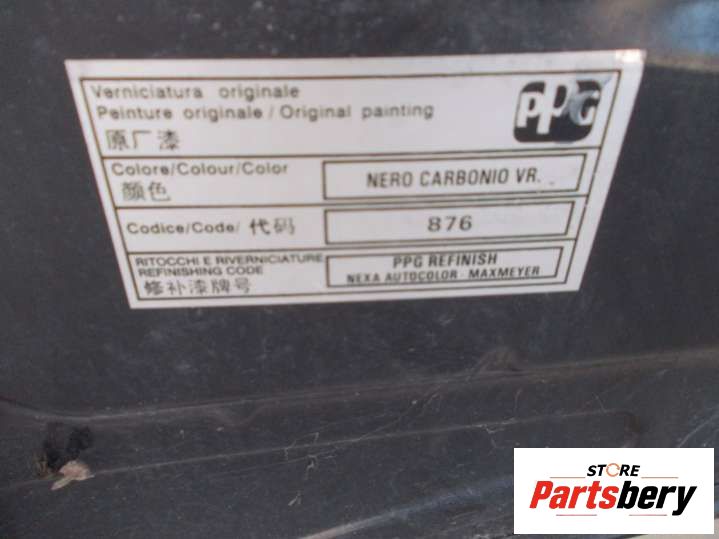 Verniciatura originale
Peinture originale / Original painting
原厂漆
PPG
Colore/Colour/Color
颜色
NERO CARBONIO VR.
Codice/Code/ 代码
876
RITOCCHI E RIVERNICIATURE
REFINISHING CODE
修补漆牌号
PPG REFINISH
NEXA AUTOCOLOR - MAXMEYER
STORE
Partsbery